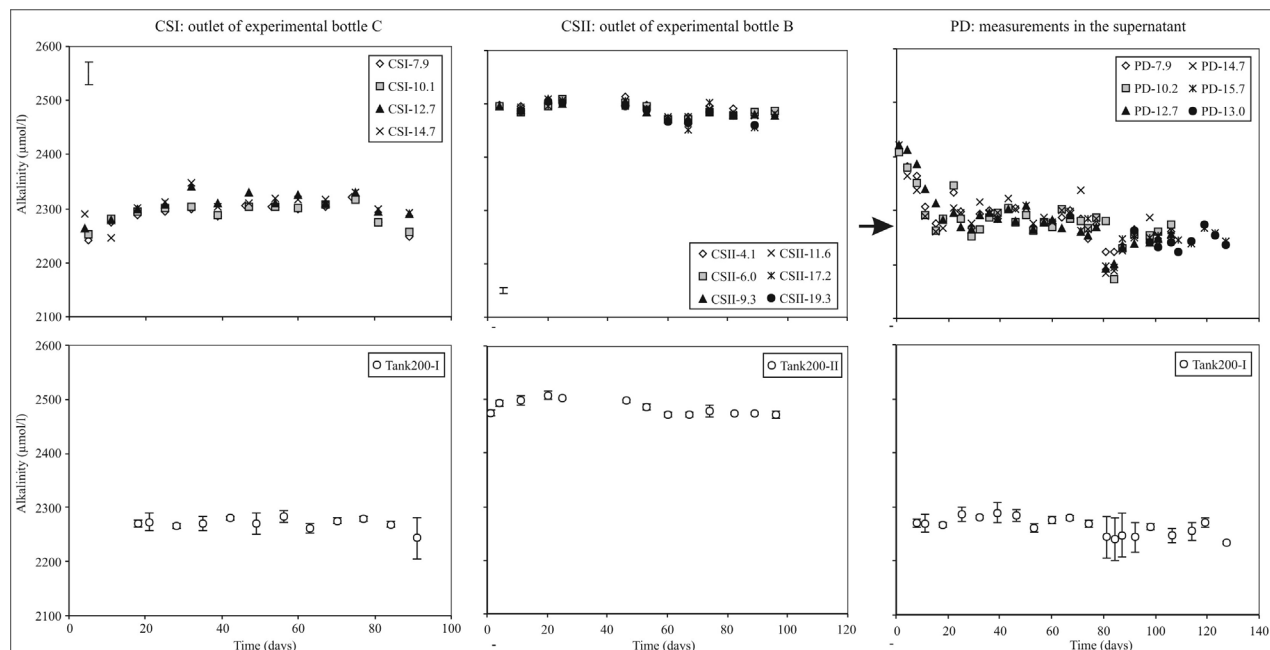 CSI: outlet of experimental bottle C
CSII: outlet of experimental bottle B
PD: measurements in the supernatant
2600
2500
2400
2300
2200
2100
Alkalinity (µmol/l)
CSI-7.9
CSI-10.1
CSI-12.7
CSI-14.7
CSII-4.1
CSII-6.0
CSII-9.3
CSII-11.6
CSII-17.2
CSII-19.3
PD-7.9
PD-10.2
PD-12.7
PD-14.7
PD-15.7
PD-13.0
2600
2500
2400
2300
2200
2100
Alkalinity (µmol/l)
Tank200-I
Tank200-II
Tank200-I
0 20 40 60 80 100
0 20 40 60 80 100 120
0 20 40 60 80 100 120 140
Time (days)
Time (days)
Time (days)